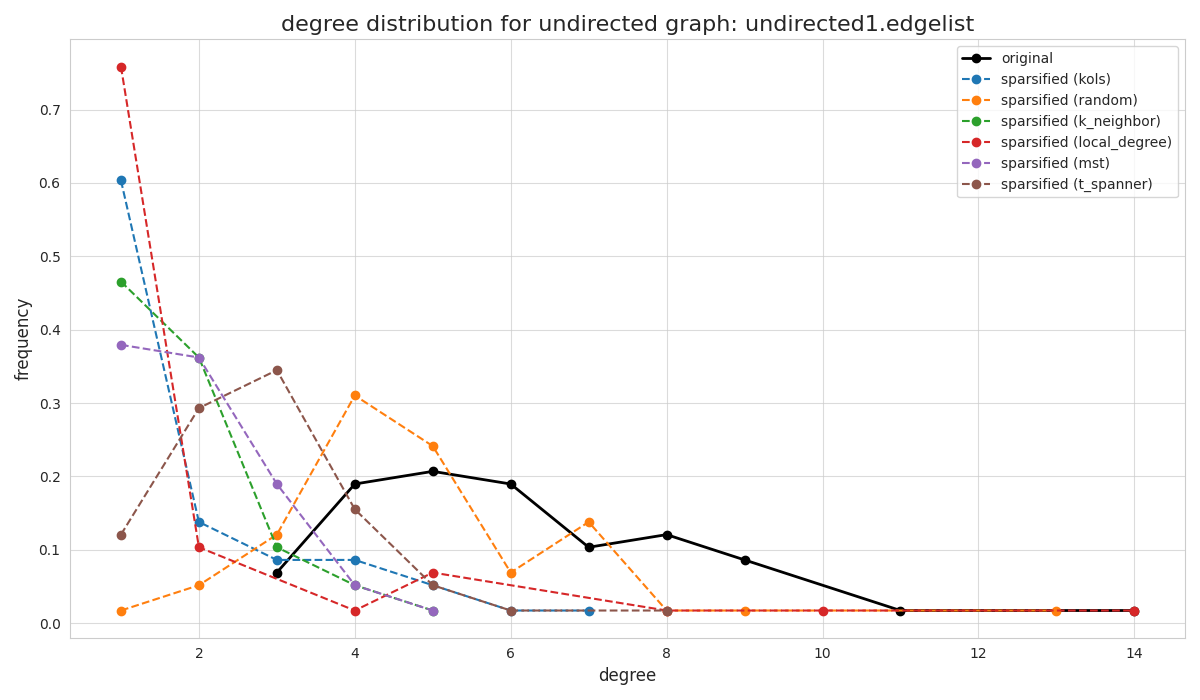 degree distribution for undirected graph: undirected1.edgelist
original
sparsified (kols)
sparsified (random)
sparsified (k_neighbor)
sparsified (local_degree)
sparsified (mst)
sparsified (t_spanner)
frequency
0.7
0.6
0.5
0.4
0.3
0.2
0.1
0.0
2 4 6 8 10 12 14
degree